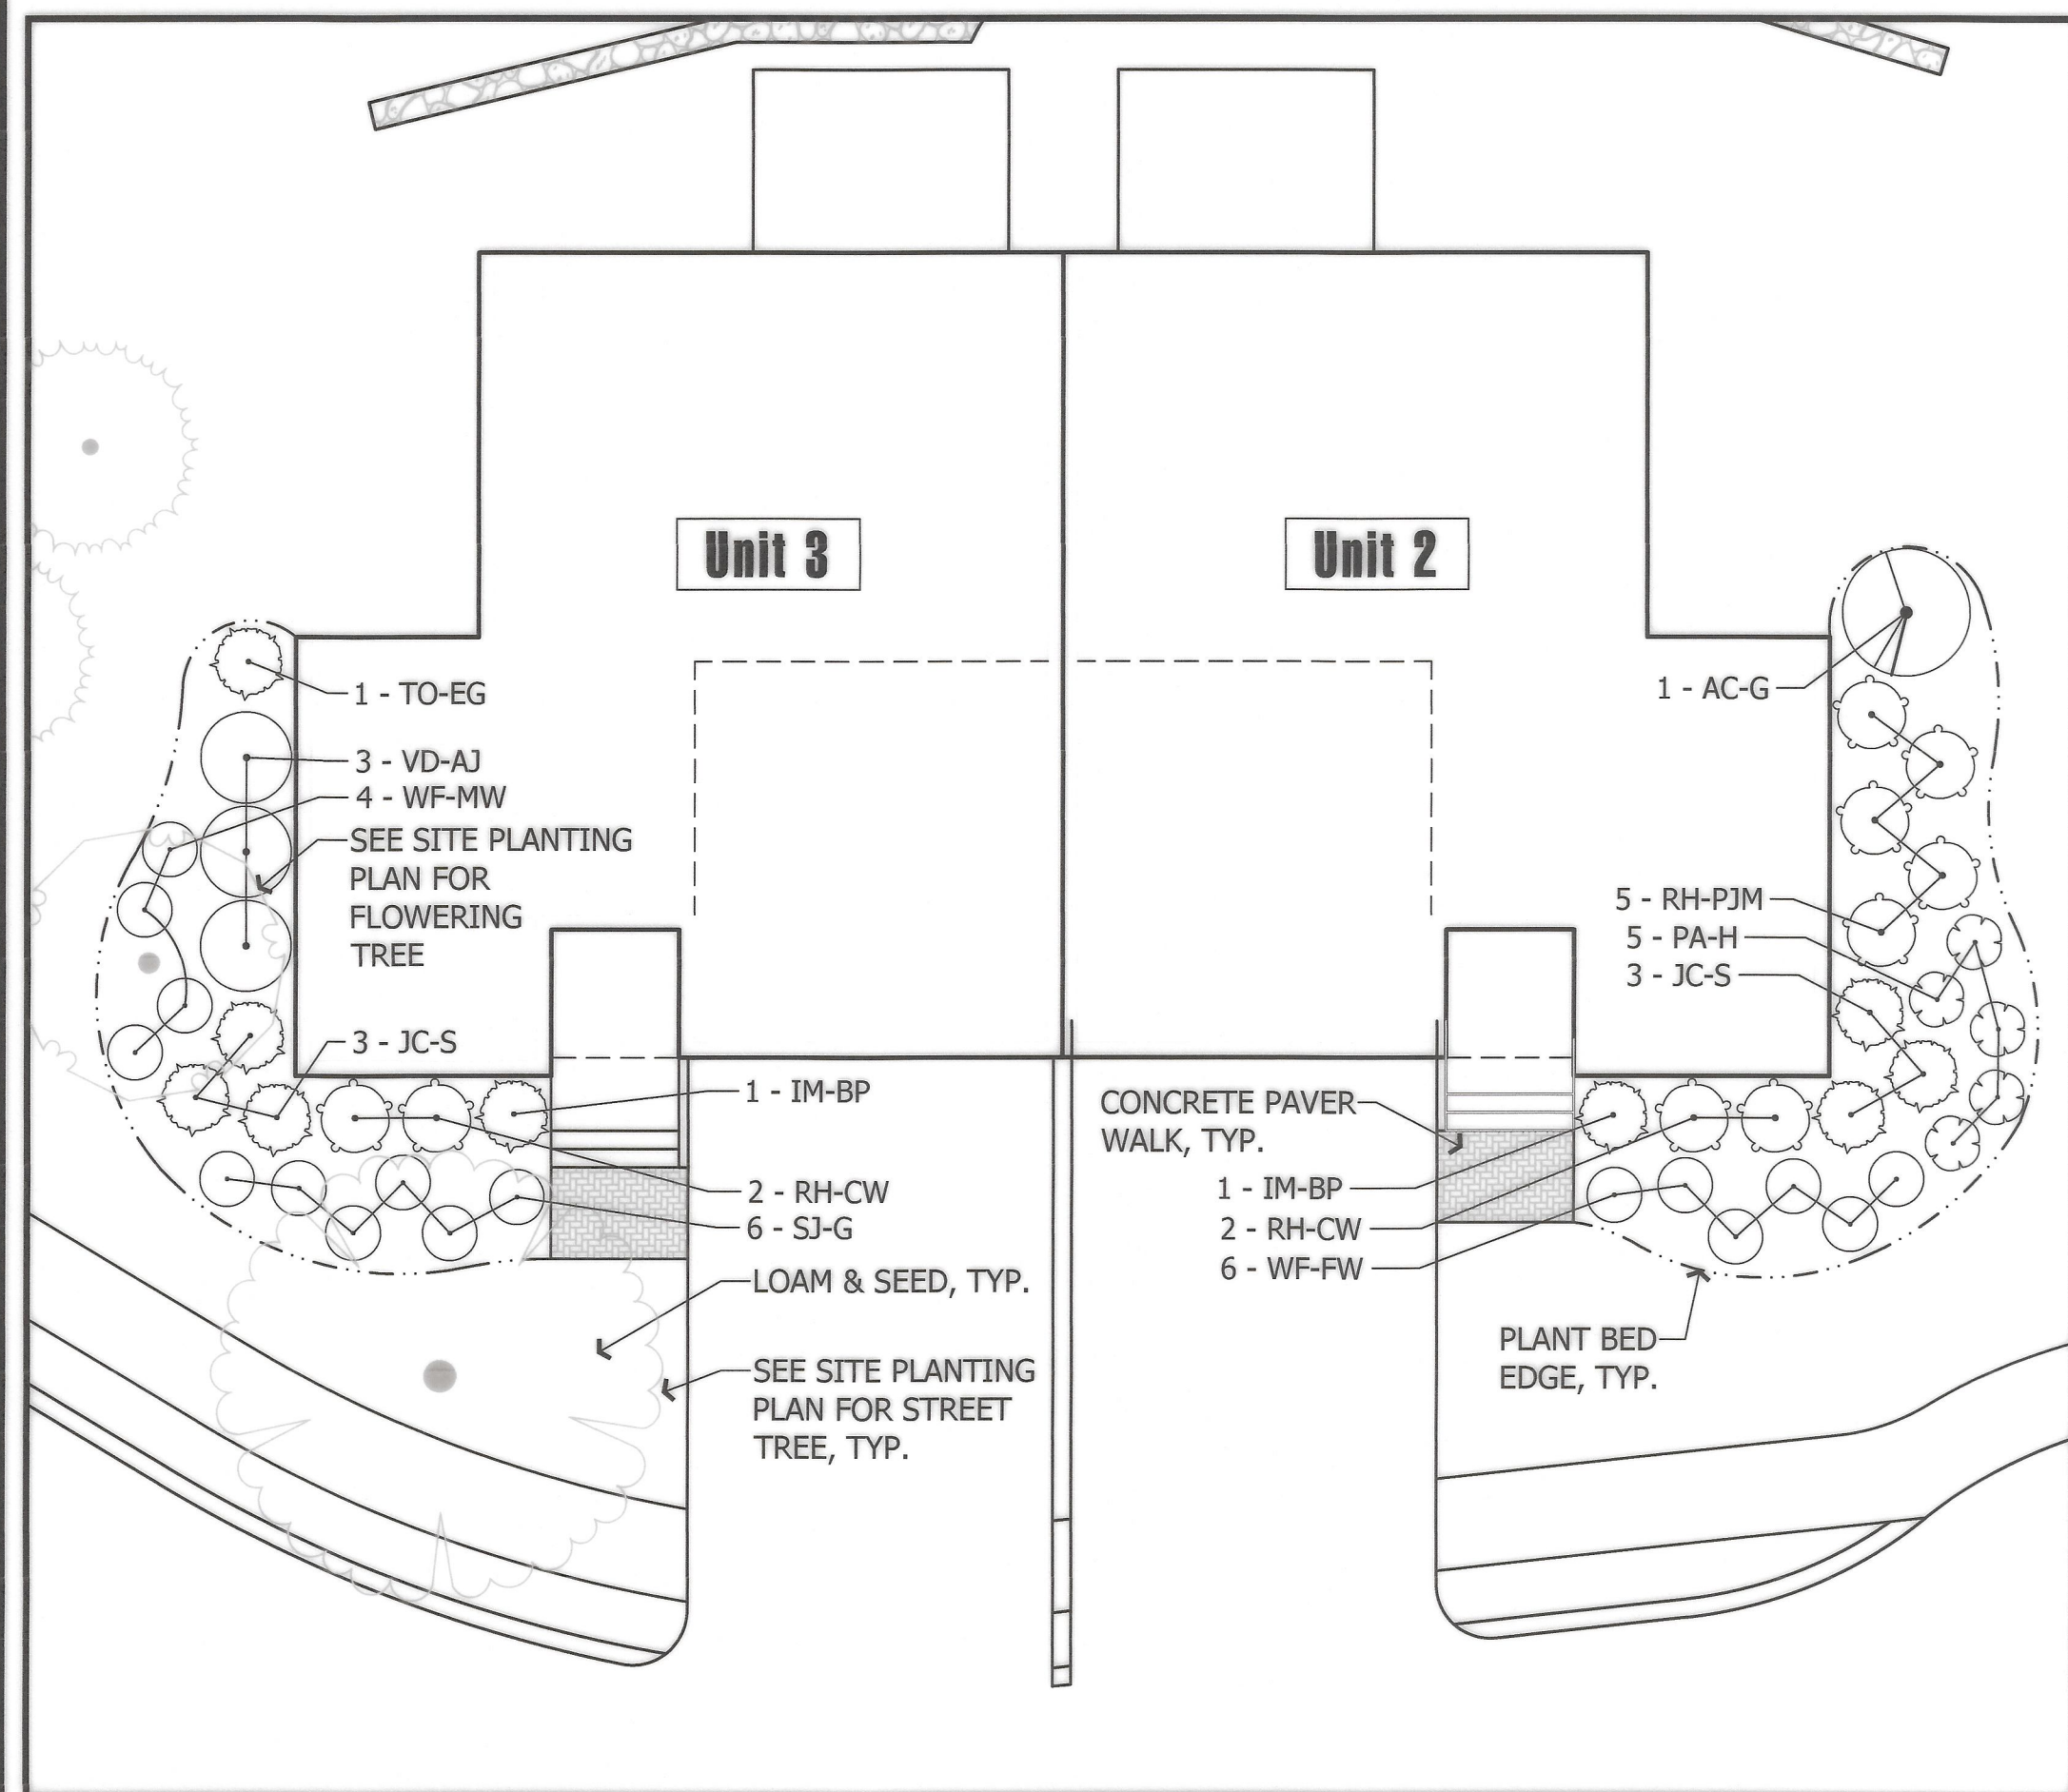 Unit 3
Unit 2
1 - TO-EG
3 - VD-AJ
4 - WF-MW
SEE SITE PLANTING
PLAN FOR
FLOWERING
TREE
3 - JC-S
1 - IM-BP
2 - RH-CW
6 - SJ-G
LOAM & SEED, TYP.
SEE SITE PLANTING
PLAN FOR STREET
TREE, TYP.
1 - AC-G
5 - RH-PJM
5 - PA-H
3 - JC-S
CONCRETE PAVER
WALK, TYP.
1 - IM-BP
2 - RH-CW
6 - WF-FW
PLANT BED
EDGE, TYP.